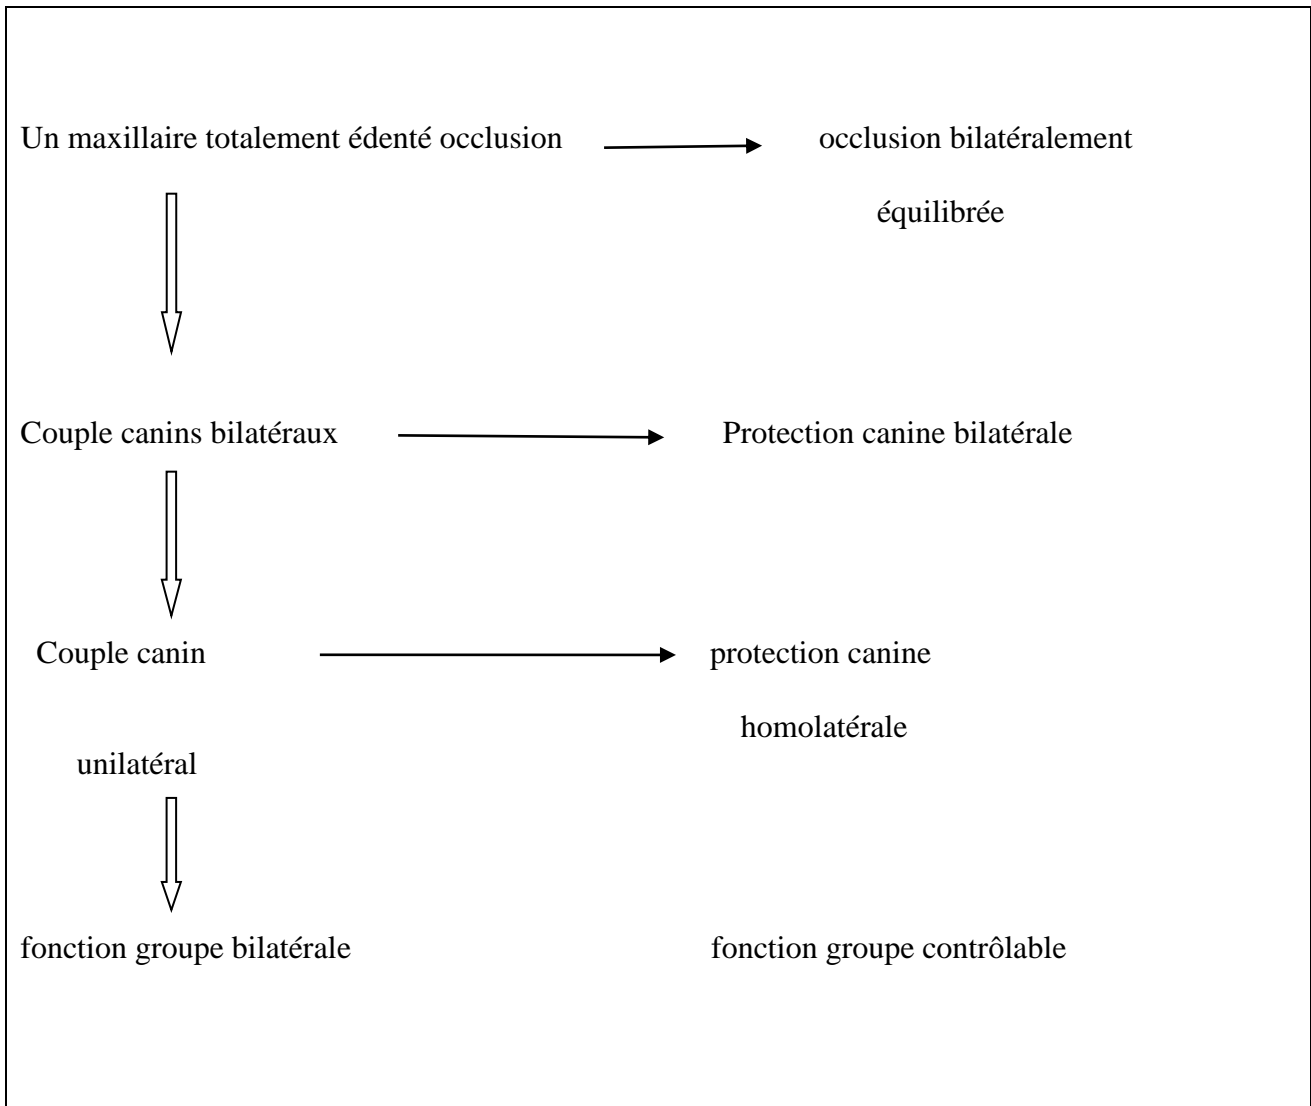 Un maxillaire totalement édenté occlusion
occlusion bilatéralement
équilibrée
Couple canins bilatéraux
Protection canine bilatérale
Couple canin
protection canine
homolatérale
unilatéral
fonction groupe bilatérale
fonction groupe contrôlable